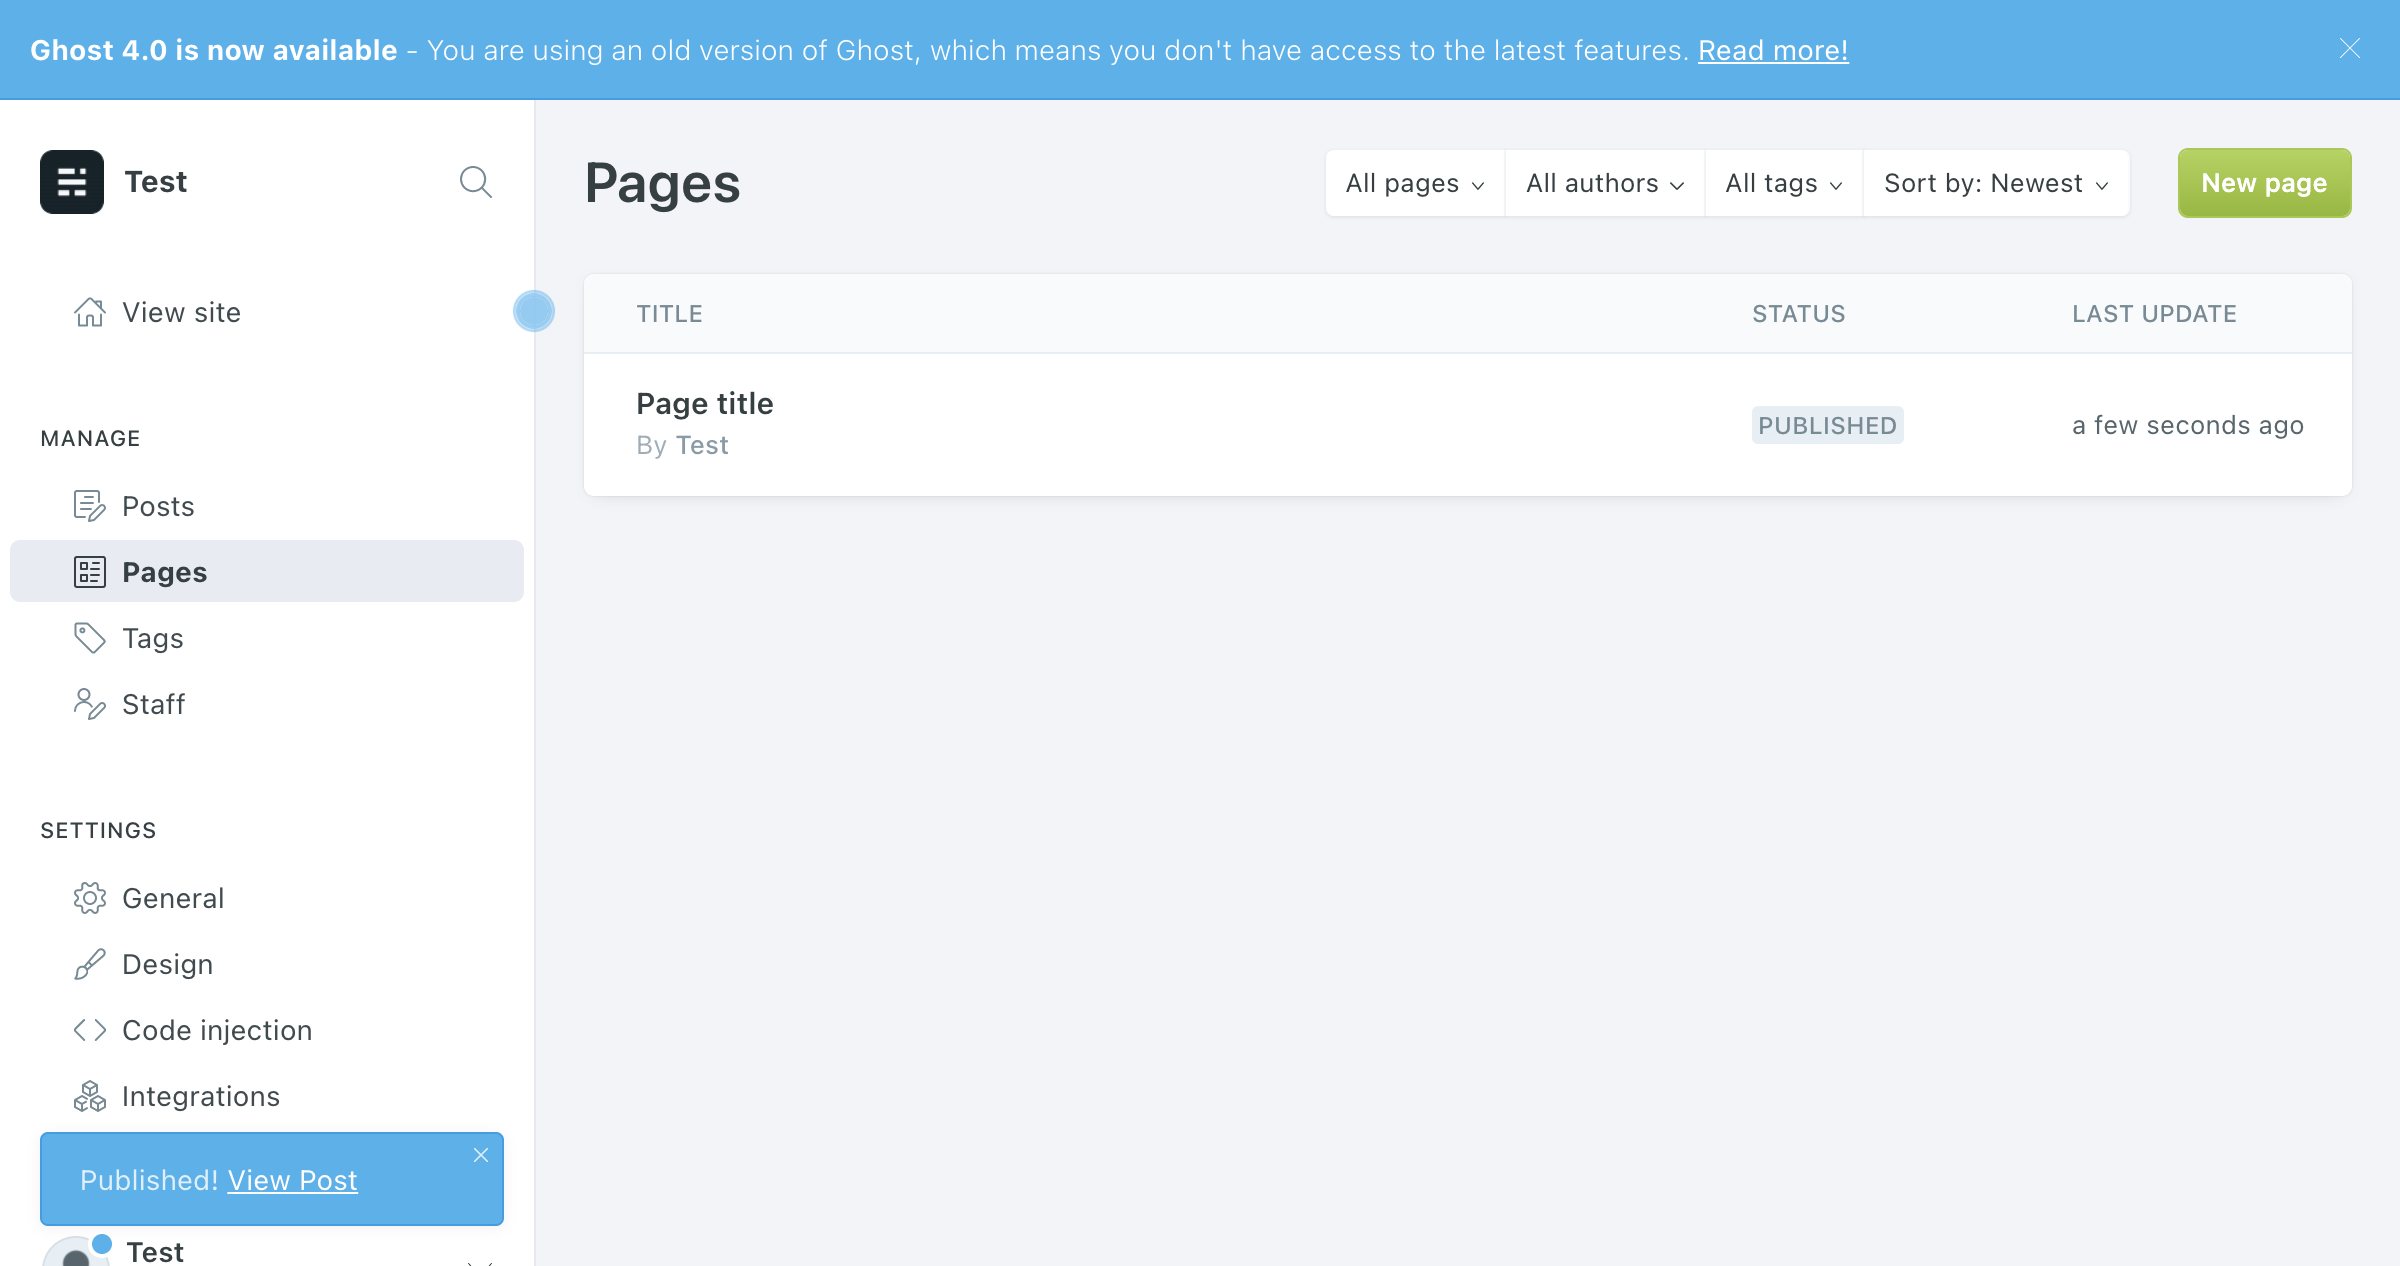 Ghost 4.0 is now available - You are using an old version of Ghost, which means you don't have access to the latest features. Read more!
Test
View site
MANAGE
Posts
Pages
Tags
Staff
SETTINGS
General
Design
Code injection
Integrations
Published! View Post
Test
Pages
All pages
All authors
All tags
Sort by: Newest
New page
TITLE
STATUS
LAST UPDATE
Page title
By Test
PUBLISHED
a few seconds ago